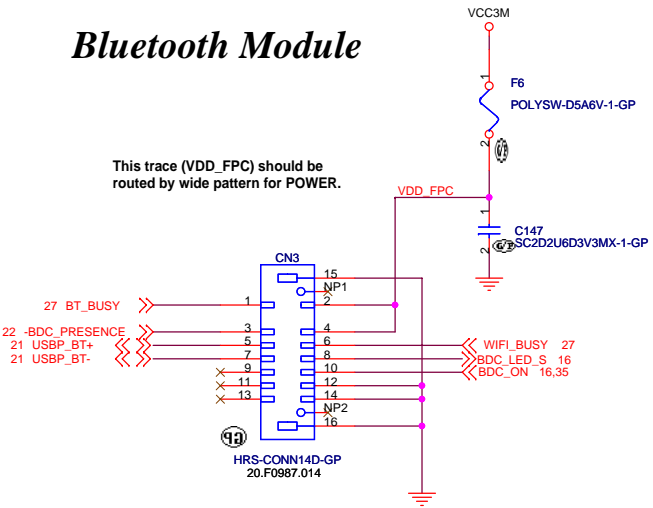 VCC3M
Bluetooth Module
1
F6
POLYSW-D5A6V-1-GP
2
G/P
This trace (VDD_FPC) should be
routed by wide pattern for POWER.
VDD_FPC
1
C147
SC2D2U6D3V3MX-1-GP
2
G/P
CN3
15
NP1
27 BT_BUSY
1
2
22 -BDC_PRESENCE
3
4
21 USBP_BT+
5
6
WIFI_BUSY 27
21 USBP_BT-
7
8
BDC_LED_S 16
9
10
BDC_ON 16,35
11
12
13
14
NP2
16
HRS-CONN14D-GP
20.F0987.014